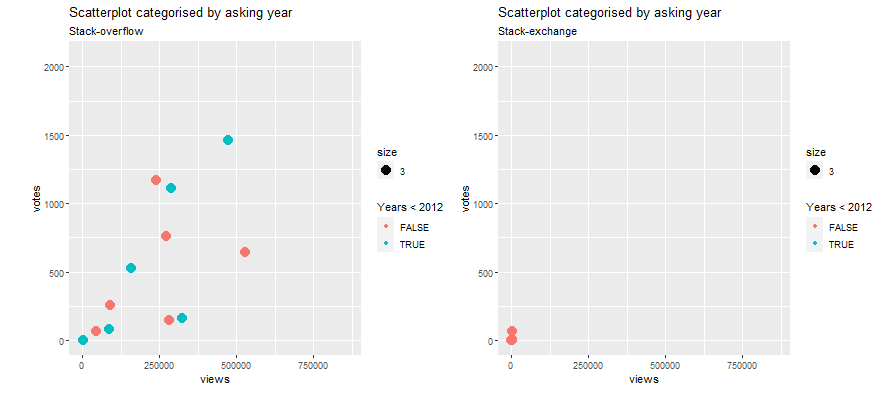 Scatterplot categorised by asking year
Stack-overflow
2000
1500
1000
500
0
votes
0 250000 500000 750000
views
size
3
Years < 2012
FALSE
TRUE
Scatterplot categorised by asking year
Stack-exchange
2000
1500
1000
500
0
votes
0 250000 500000 750000
views
size
3
Years < 2012
FALSE
TRUE